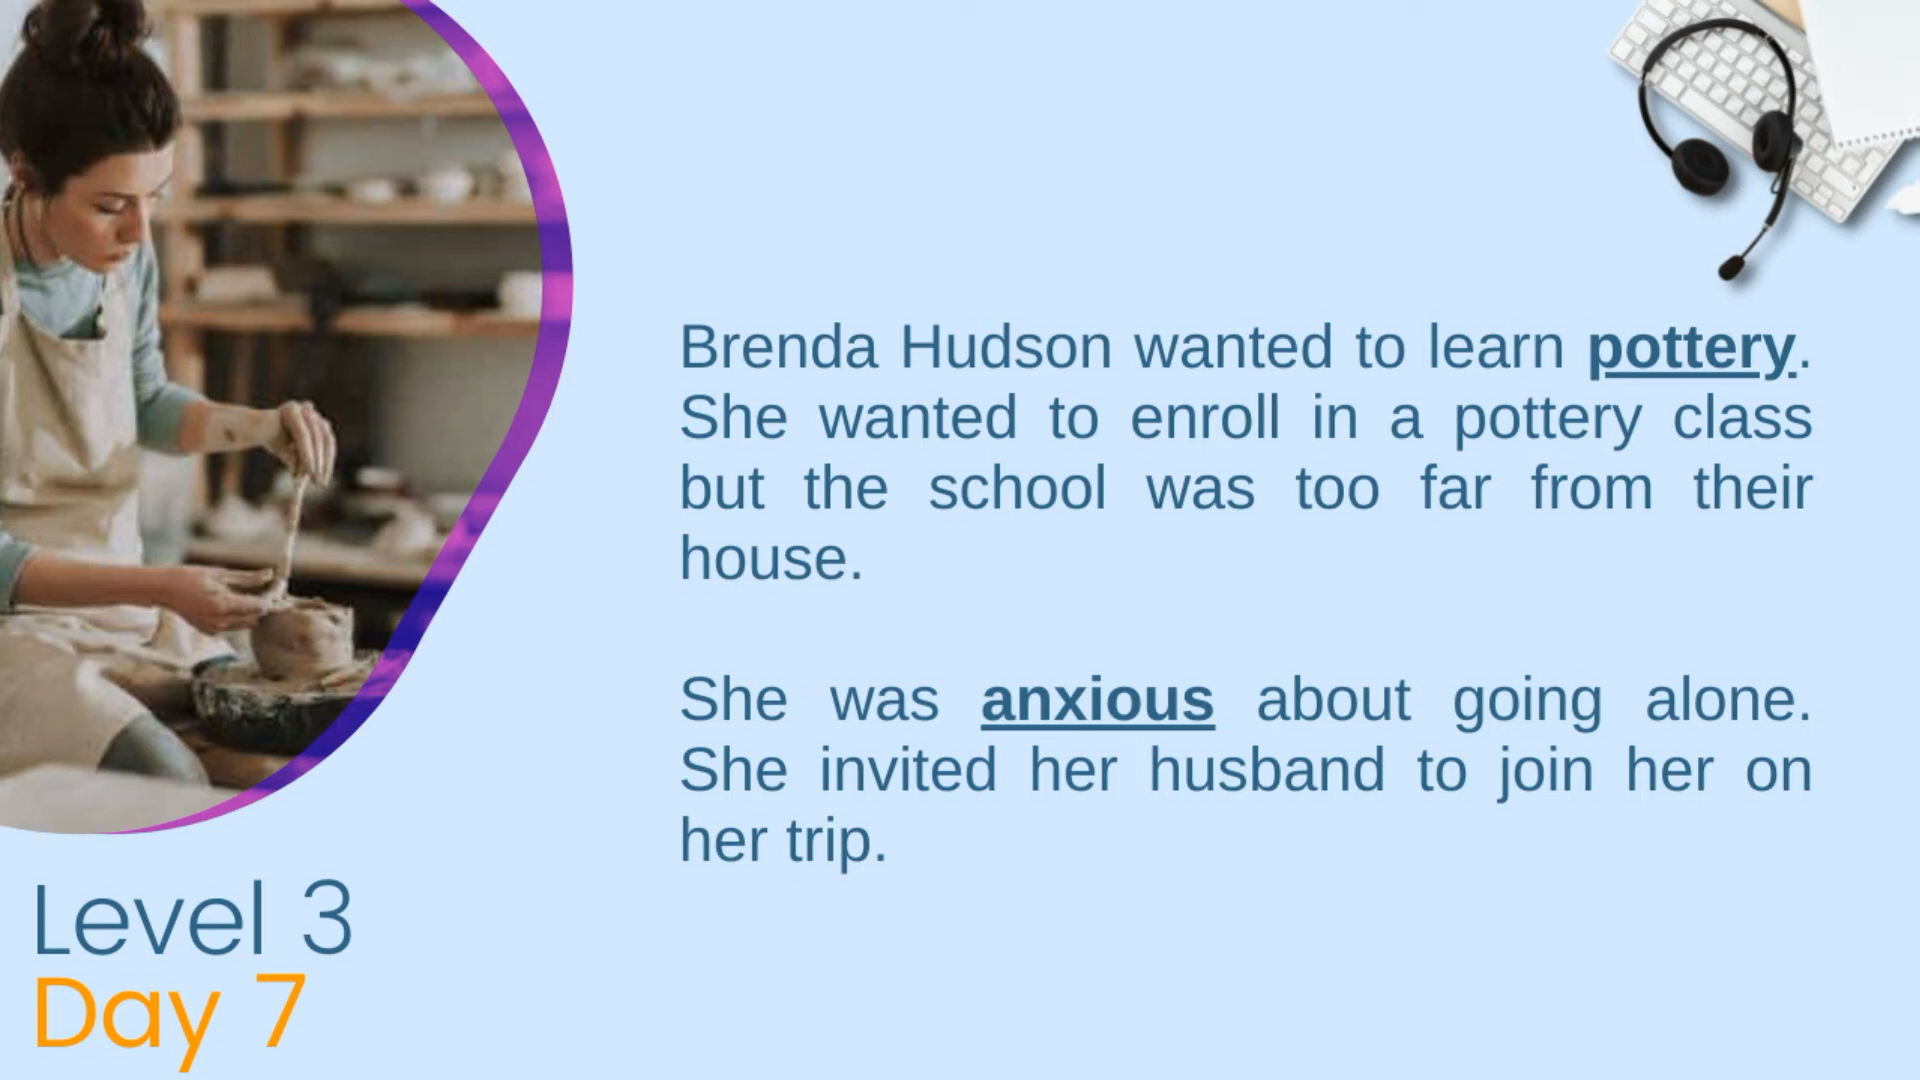 Brenda Hudson wanted to learn pottery.
She wanted to enroll in a pottery class
but the school was too far from their
house.
She was anxious about going alone.
She invited her husband to join her on
her trip.
Level 3
Day 7